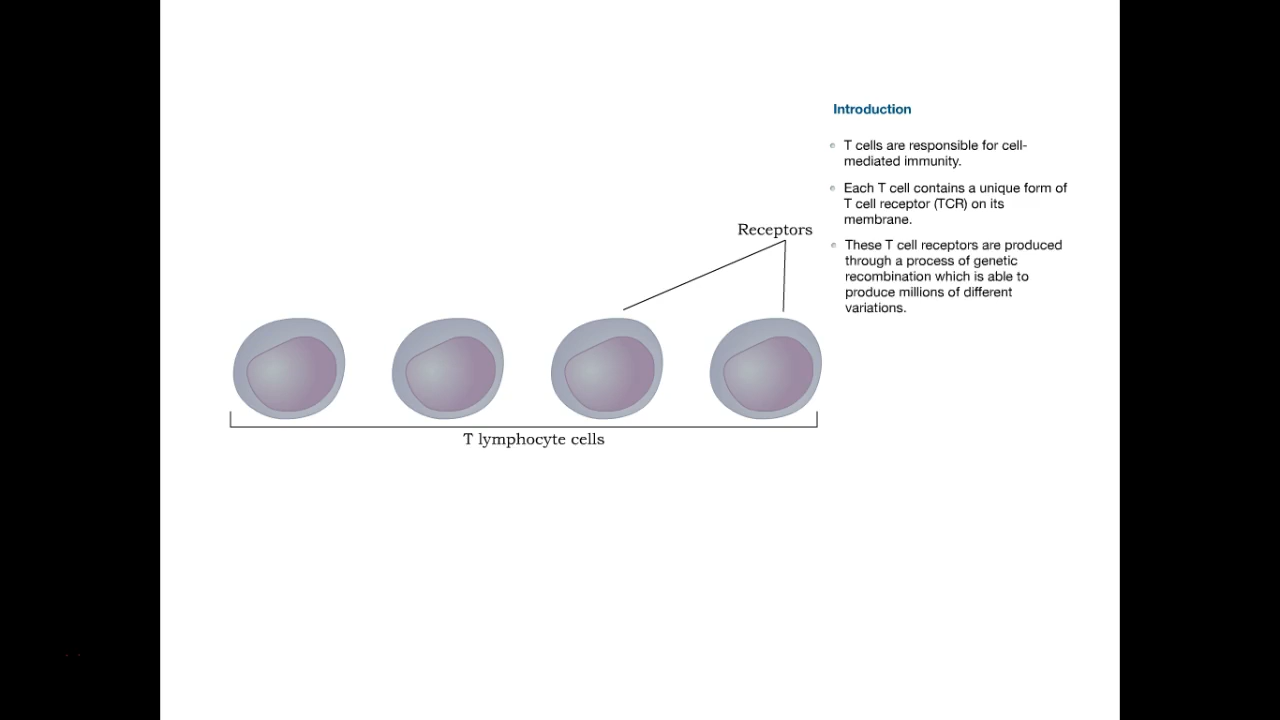 Introduction
T cells are responsible for cell-
mediated immunity.
Each T cell contains a unique form of
T cell receptor (TCR) on its
membrane.
These T cell receptors are produced
through a process of genetic
recombination which is able to
produce millions of different
variations.
Receptors
T lymphocyte cells